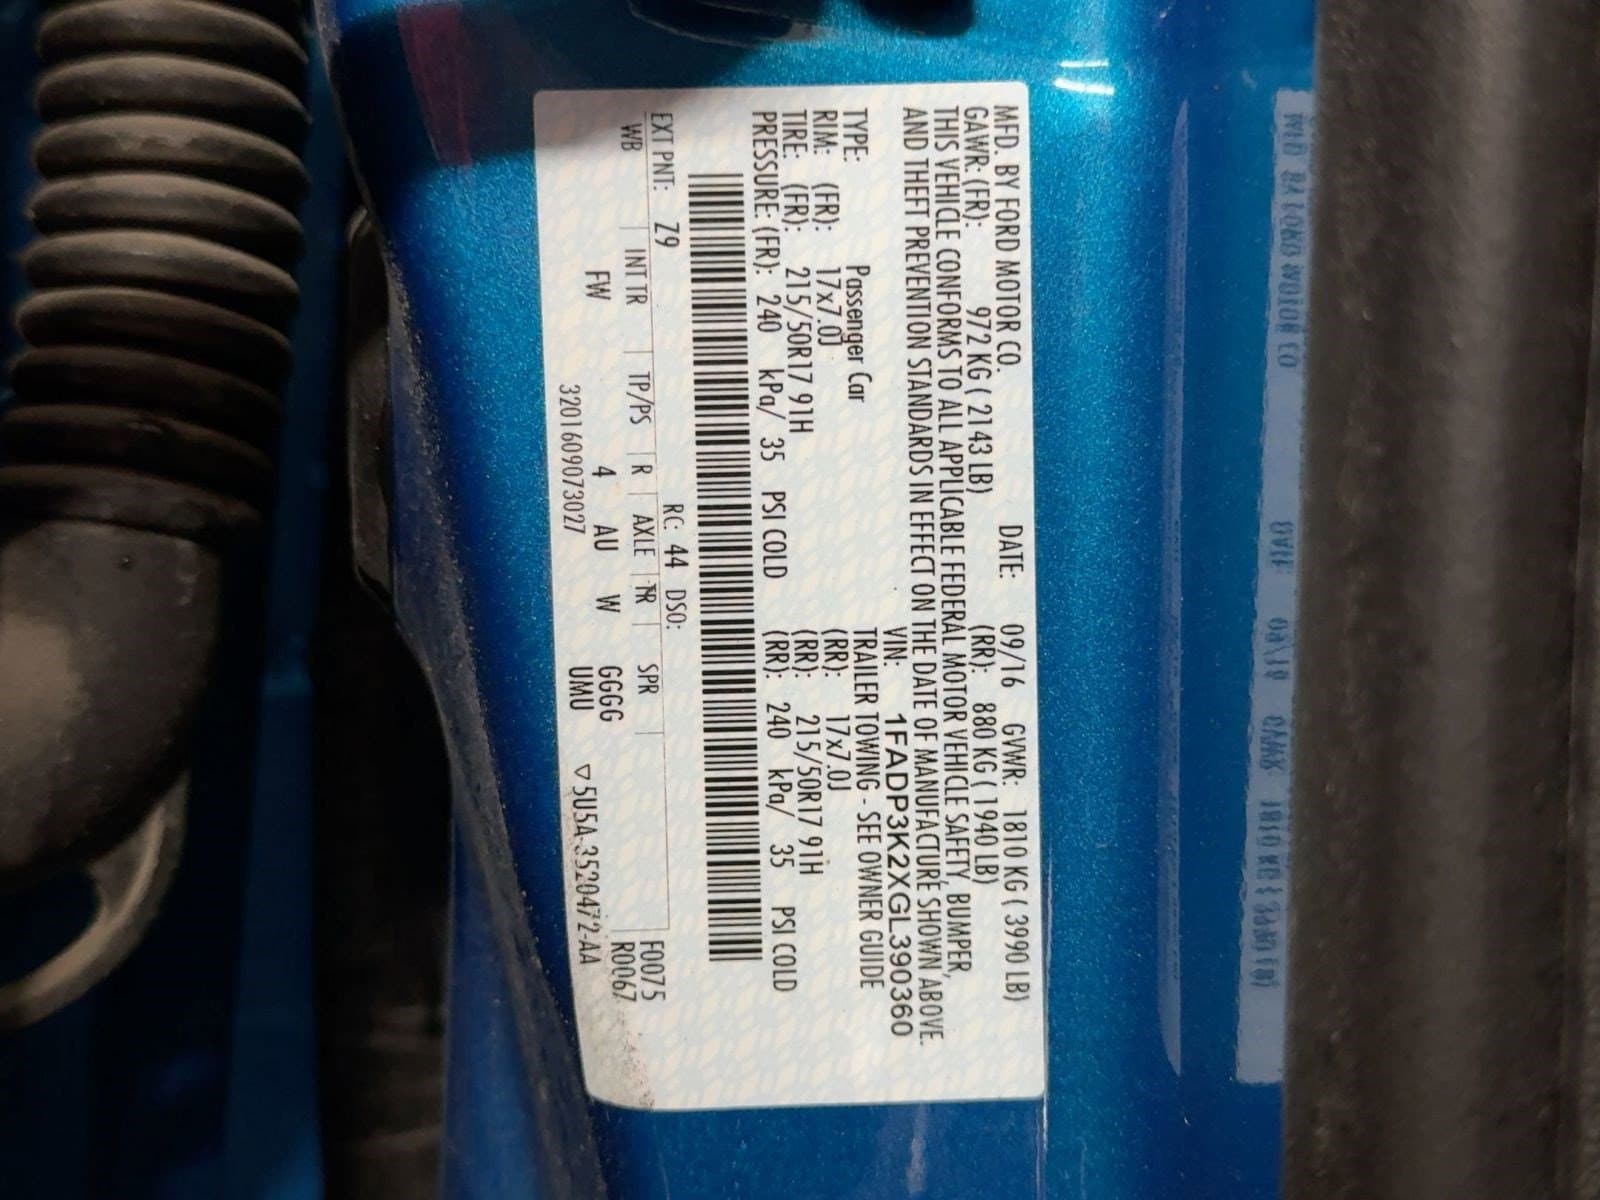 MFD. BY FORD MOTOR CO. DATE: 09/16 GVWR: 1810 KG ( 3990 LB)
GAWR: (FR): 972 KG ( 2143 LB) (RR): 880 KG ( 1940 LB)
THIS VEHICLE CONFORMS TO ALL APPLICABLE FEDERAL MOTOR VEHICLE SAFETY, BUMPER,
AND THEFT PREVENTION STANDARDS IN EFFECT ON THE DATE OF MANUFACTURE SHOWN ABOVE.
VIN: 1FADP3K2XGL390360
TYPE: Passenger Car TRAILER TOWING - SEE OWNER GUIDE
RIM: (FR): 17x7.0J (RR): 17x7.0J
TIRE: (FR): 215/50R17 91H (RR): 215/50R17 91H
PRESSURE: (FR): 240 kPa/ 35 PSI COLD (RR): 240 kPa/ 35 PSI COLD
EXT PNT: Z9 RC: 44 DSO: F0075
WB INT TR TP/PS R AXLE TR SPR R0067
FW 4 AU W GGGG
UMU
3201609073027 ▽5U5A-3520472-AA